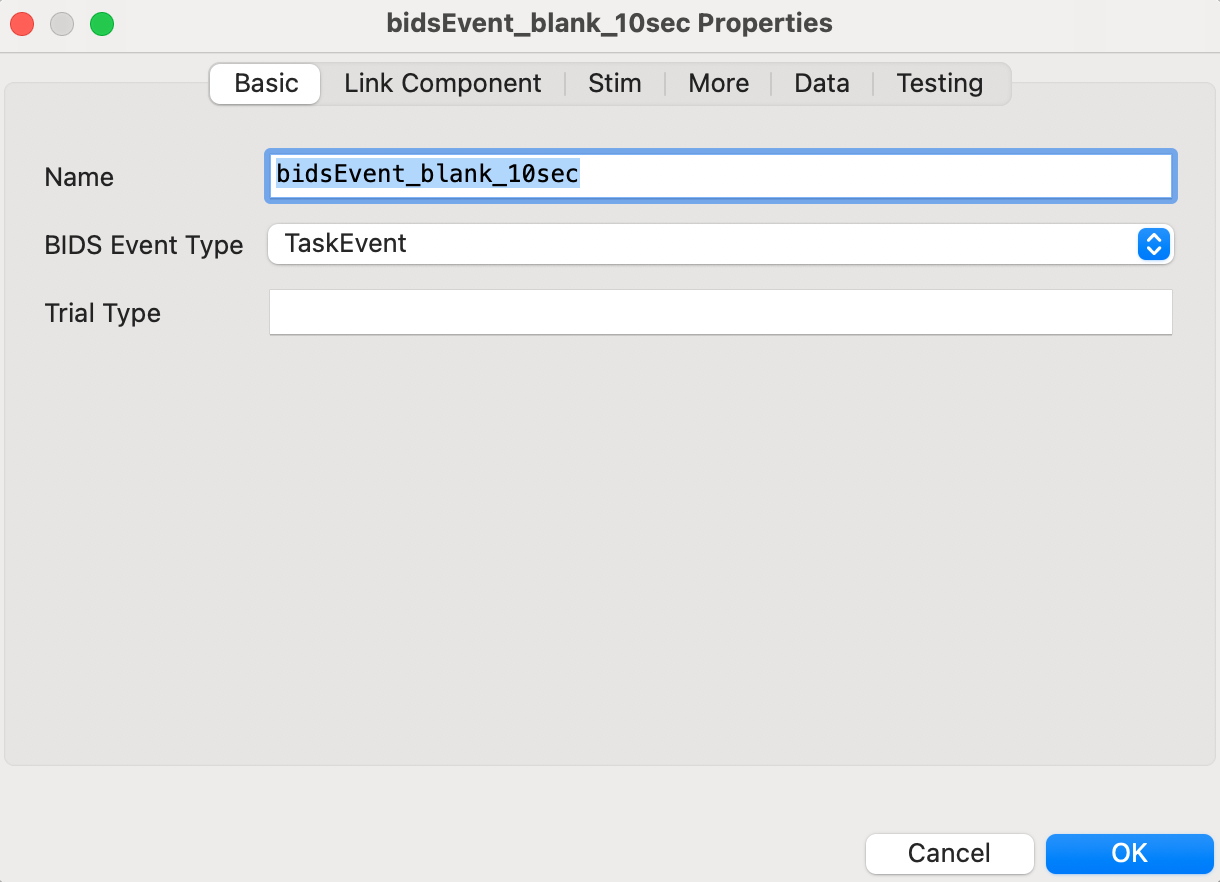 bidsEvent_blank_10sec Properties
Basic Link Component Stim More Data Testing
Name bidsEvent_blank_10sec
BIDS Event Type TaskEvent
Trial Type
Cancel OK